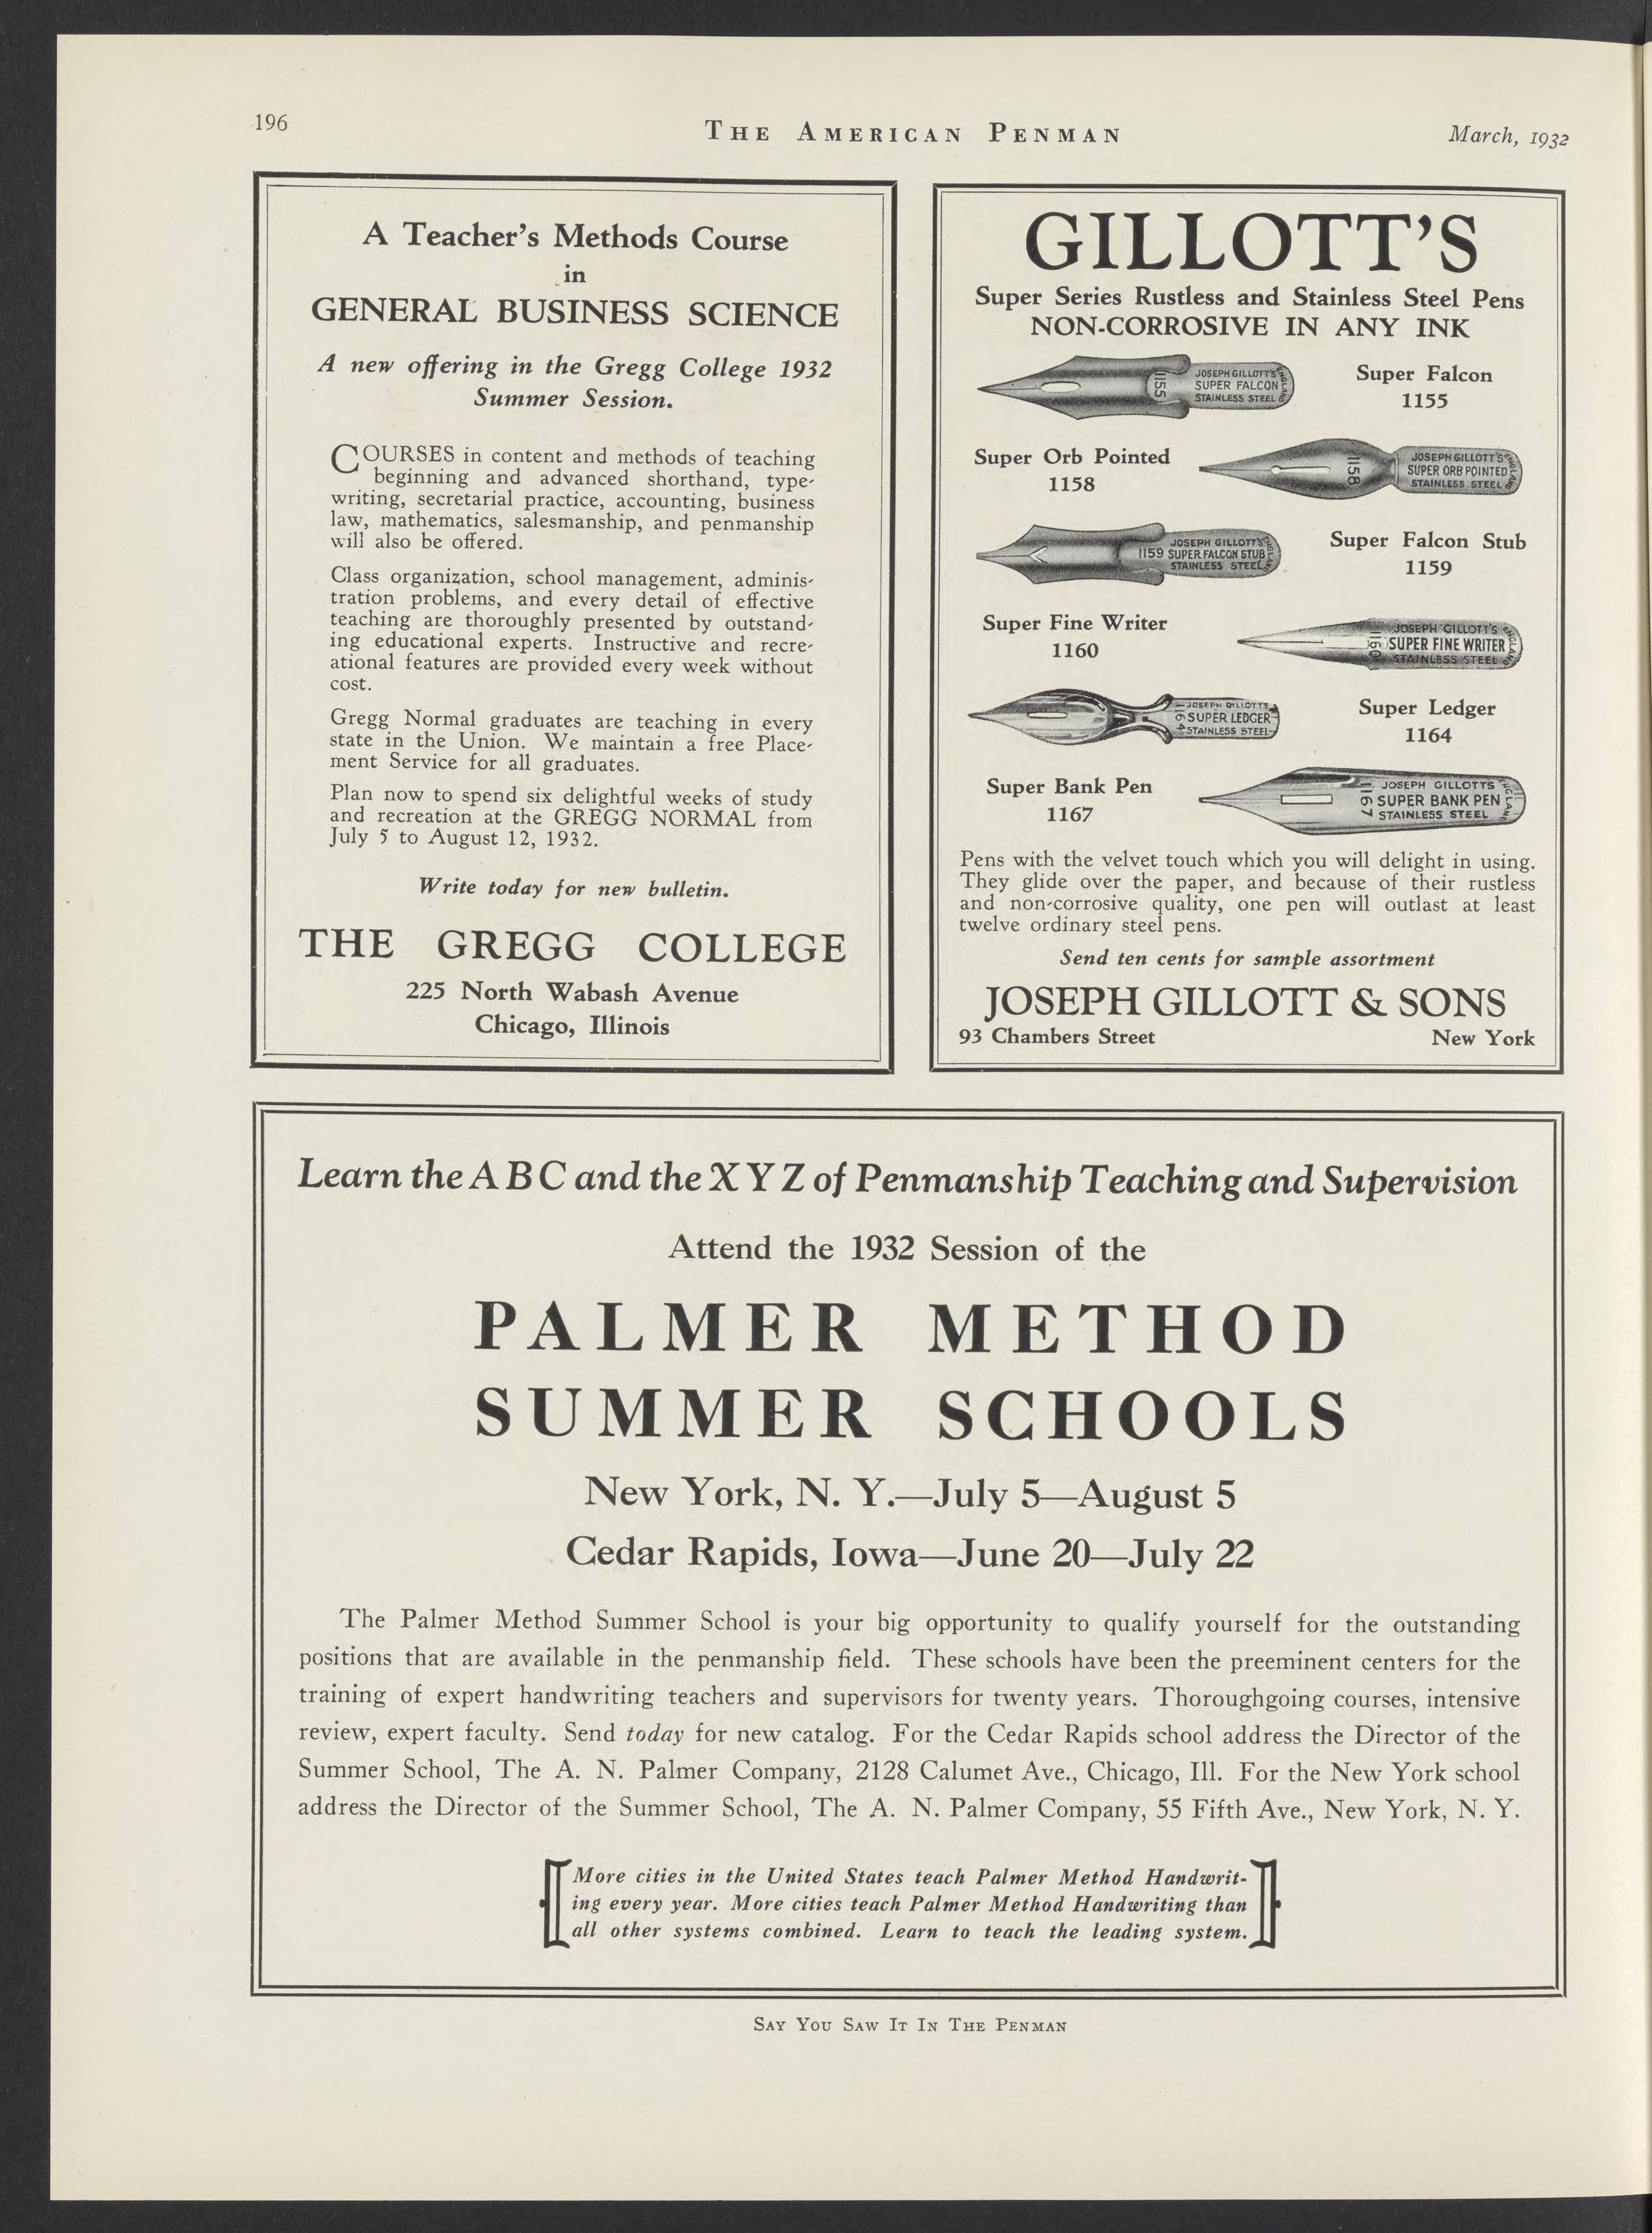 196
THE AMERICAN PENMAN
March, 1932
A Teacher's Methods Course
in
GENERAL BUSINESS SCIENCE
A new offering in the Gregg College 1932
Summer Session.
COURSES in content and methods of teaching
beginning and advanced shorthand, type-
writing, secretarial practice, accounting, business
law, mathematics, salesmanship, and penmanship
will also be offered.
Class organization, school management, adminis-
tration problems, and every detail of effective
teaching are thoroughly presented by outstand-
ing educational experts. Instructive and recre-
ational features are provided every week without
cost.
Gregg Normal graduates are teaching in every
state in the Union. We maintain a free Place-
ment Service for all graduates.
Plan now to spend six delightful weeks of study
and recreation at the GREGG NORMAL from
July 5 to August 12, 1932.
Write today for new bulletin.
THE GREGG COLLEGE
225 North Wabash Avenue
Chicago, Illinois
GILLOTT'S
Super Series Rustless and Stainless Steel Pens
NON-CORROSIVE IN ANY INK
1155
JOSEPH GILLOTT'S
SUPER FALCON
STAINLESS STEEL
ENGLAND
Super Falcon
1155
Super Orb Pointed
1158
1158
JOSEPH GILLOTT'S
SUPER ORB POINTED
STAINLESS STEEL
ENGLAND
JOSEPH GILLOTT'S
1159 SUPER FALCON STUB
STAINLESS STEEL
ENGLAND
Super Falcon Stub
1159
Super Fine Writer
1160
1160
JOSEPH GILLOTT'S
SUPER FINE WRITER
STAINLESS STEEL
ENGLAND
1164
JOSEPH GILLOTTS
SUPER LEDGER
STAINLESS STEEL
Super Ledger
1164
Super Bank Pen
1167
1167
JOSEPH GILLOTTS
SUPER BANK PEN
STAINLESS STEEL
ENGLAND
Pens with the velvet touch which you will delight in using.
They glide over the paper, and because of their rustless
and non-corrosive quality, one pen will outlast at least
twelve ordinary steel pens.
Send ten cents for sample assortment
JOSEPH GILLOTT & SONS
93 Chambers Street New York
Learn the A B C and the X Y Z of Penmanship Teaching and Supervision
Attend the 1932 Session of the
PALMER METHOD
SUMMER SCHOOLS
New York, N. Y.—July 5—August 5
Cedar Rapids, Iowa—June 20—July 22
The Palmer Method Summer School is your big opportunity to qualify yourself for the outstanding
positions that are available in the penmanship field. These schools have been the preeminent centers for the
training of expert handwriting teachers and supervisors for twenty years. Thoroughgoing courses, intensive
review, expert faculty. Send today for new catalog. For the Cedar Rapids school address the Director of the
Summer School, The A. N. Palmer Company, 2128 Calumet Ave., Chicago, Ill. For the New York school
address the Director of the Summer School, The A. N. Palmer Company, 55 Fifth Ave., New York, N. Y.
More cities in the United States teach Palmer Method Handwrit-
ing every year. More cities teach Palmer Method Handwriting than
all other systems combined. Learn to teach the leading system.
SAY YOU SAW IT IN THE PENMAN